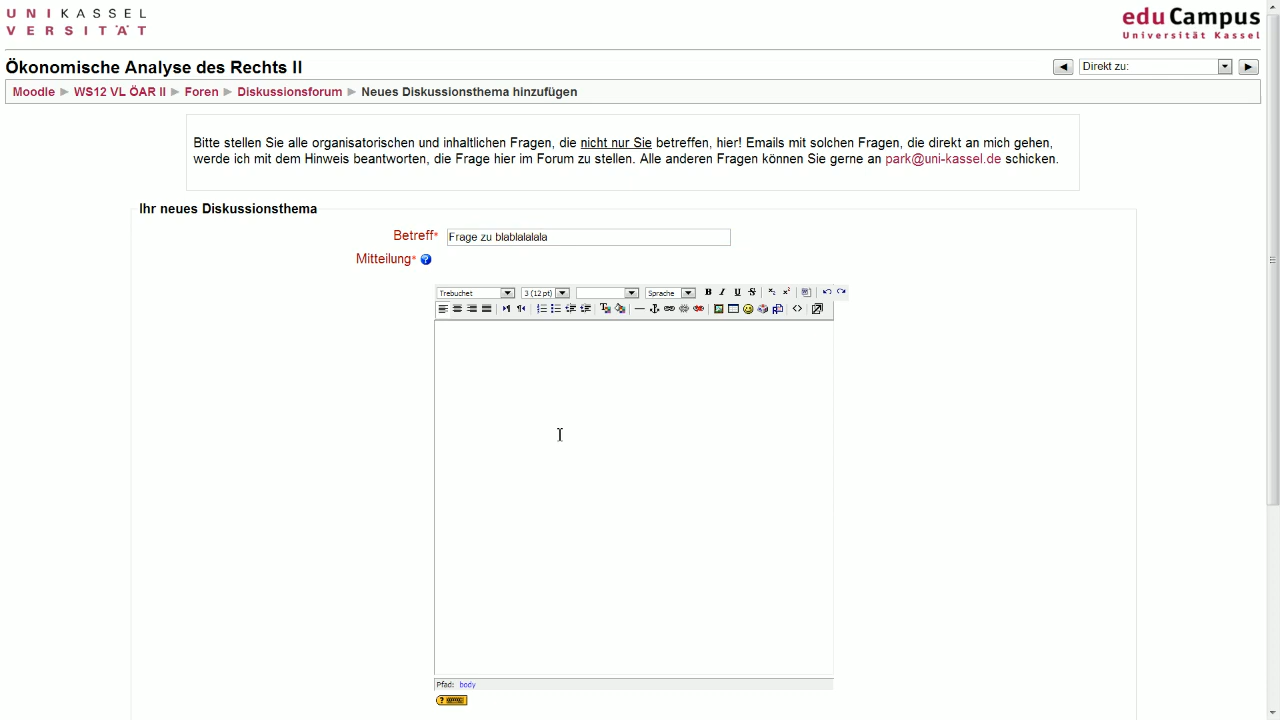 UNIKASSEL
VERSITÄT
eduCampus
Universität Kassel
Ökonomische Analyse des Rechts II
Direkt zu:
Moodle ► WS12 VL ÖAR II ► Foren ► Diskussionsforum ► Neues Diskussionsthema hinzufügen
Bitte stellen Sie alle organisatorischen und inhaltlichen Fragen, die nicht nur Sie betreffen, hier! Emails mit solchen Fragen, die direkt an mich gehen,
werde ich mit dem Hinweis beantworten, die Frage hier im Forum zu stellen. Alle anderen Fragen können Sie gerne an park@uni-kassel.de schicken.
Ihr neues Diskussionsthema
Betreff* Frage zu blablalalala
Mitteilung*
Trebuchet 3 (12 pt) Sprache B I U S
Pfad: body